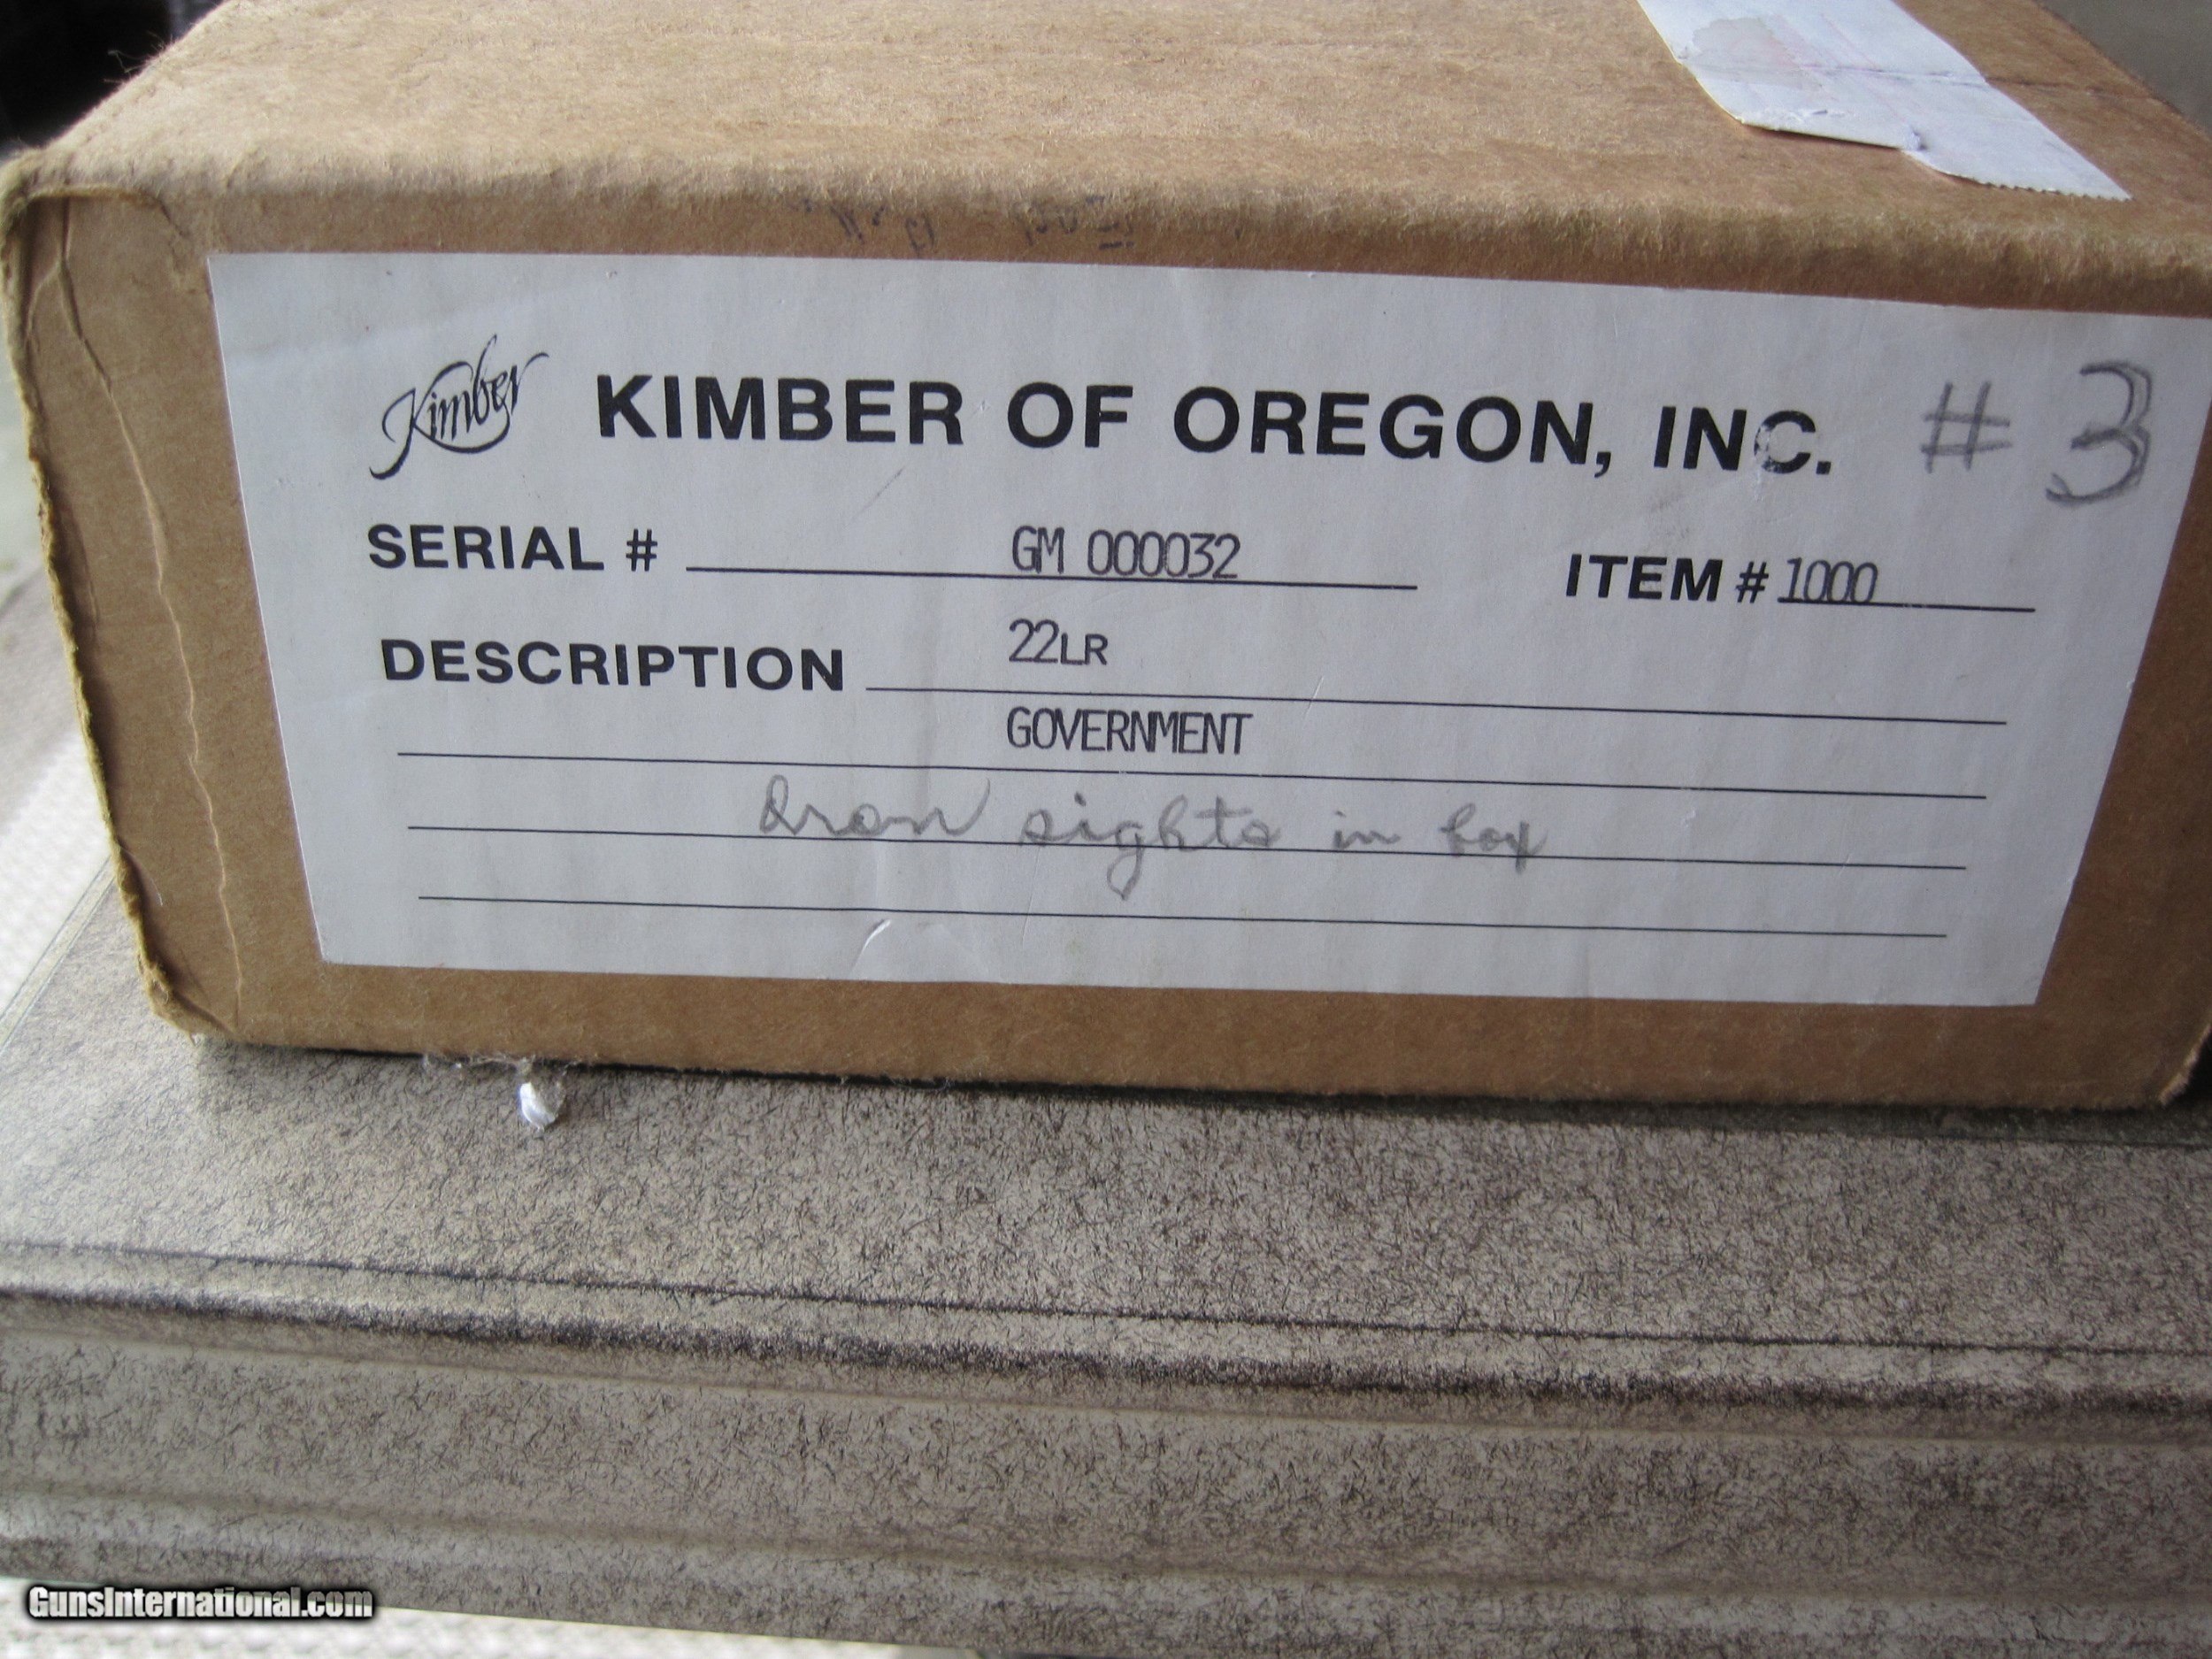 Kimber KIMBER OF OREGON, INC. # 3
SERIAL # GM 000032 ITEM # 1000
DESCRIPTION 22LR
GOVERNMENT
Iron sights in box
GunsInternational.com